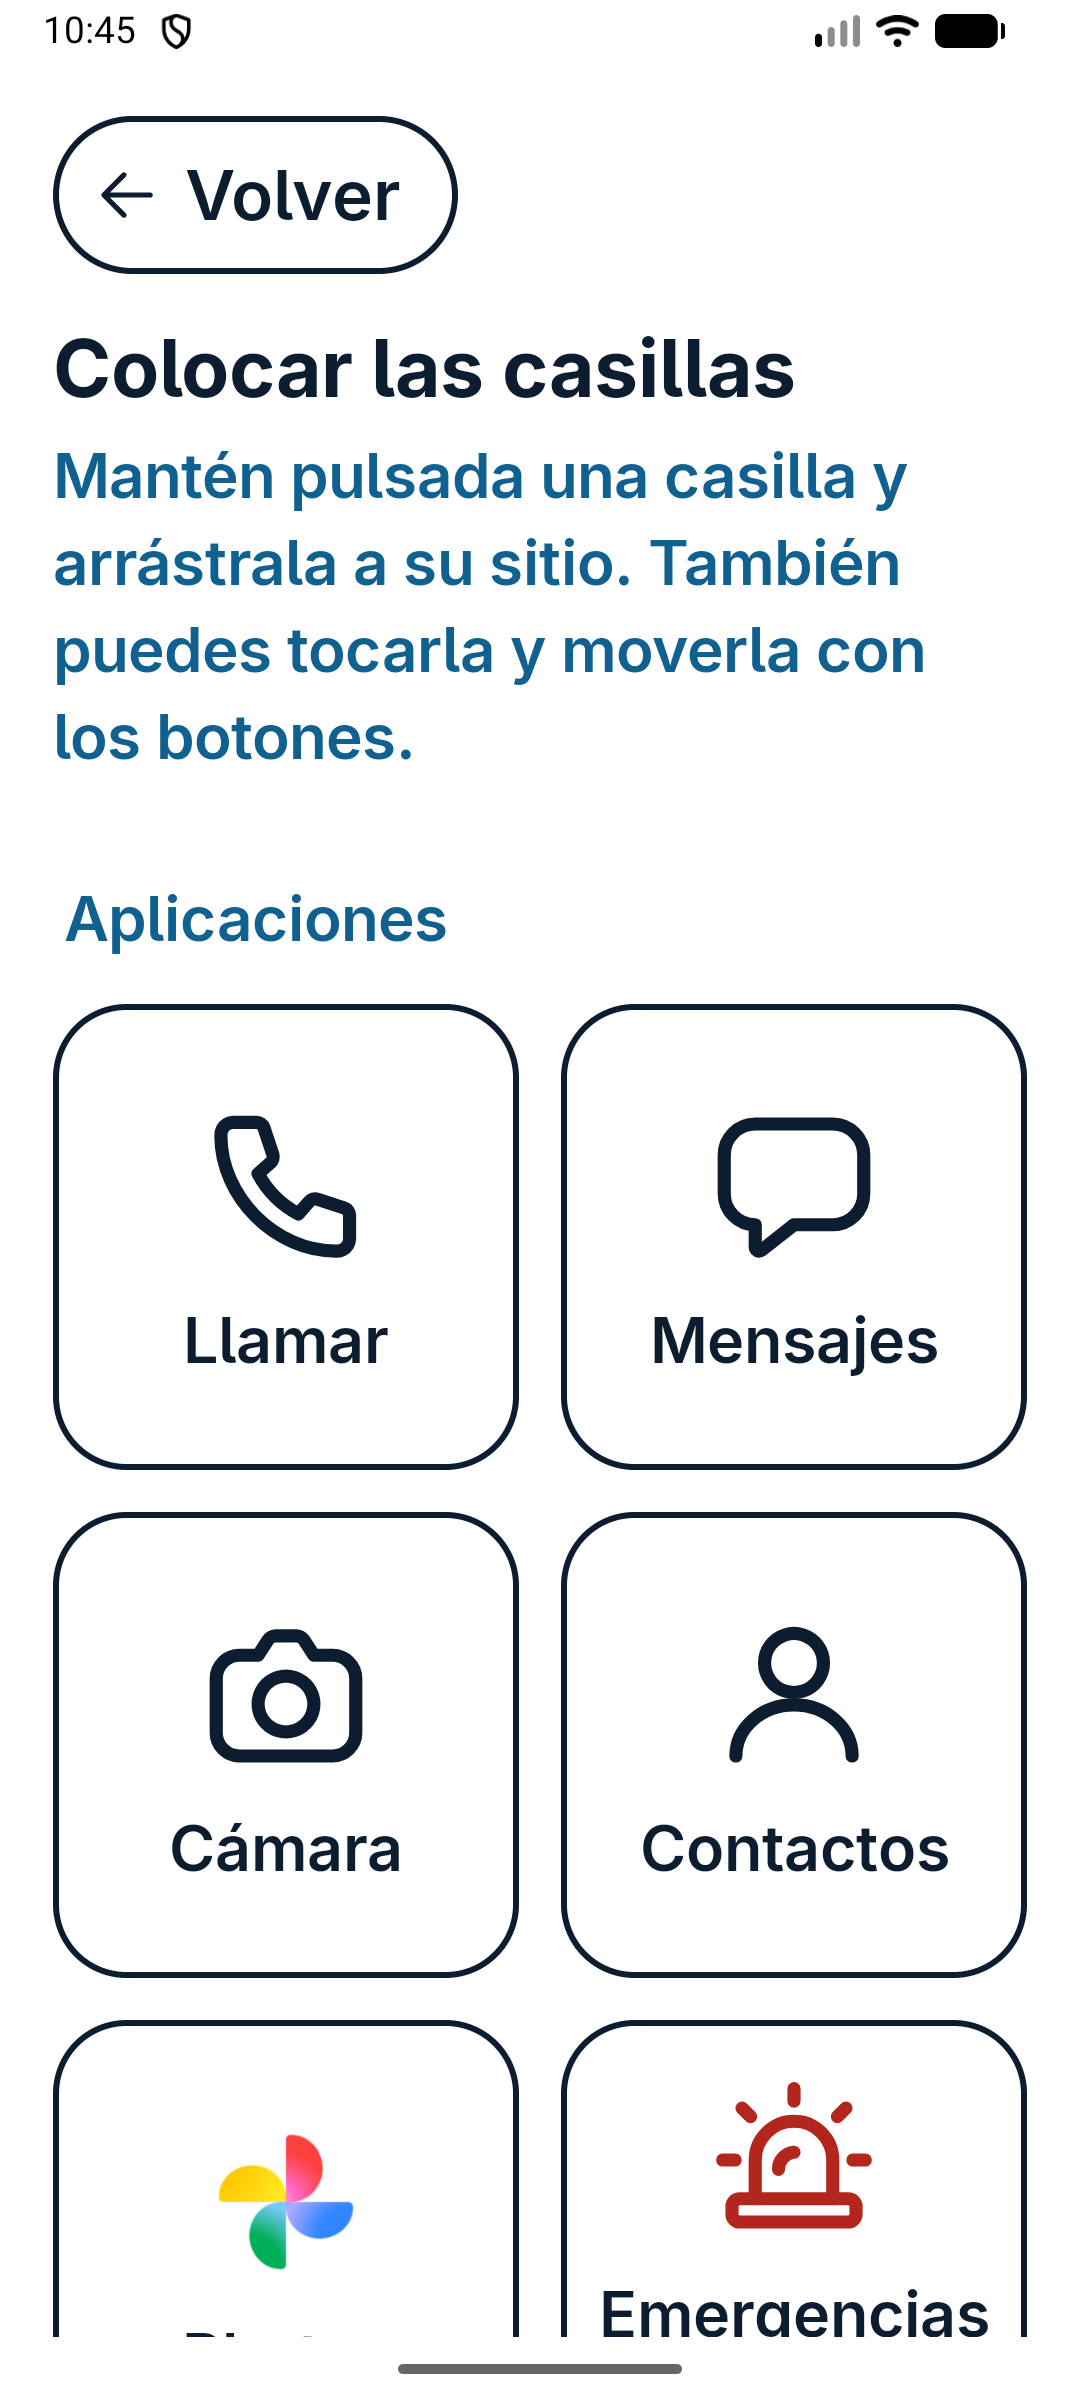 10:45
Volver
Colocar las casillas
Mantén pulsada una casilla y
arrástrala a su sitio. También
puedes tocarla y moverla con
los botones.
Aplicaciones
Llamar
Mensajes
Cámara
Contactos
Emergencias